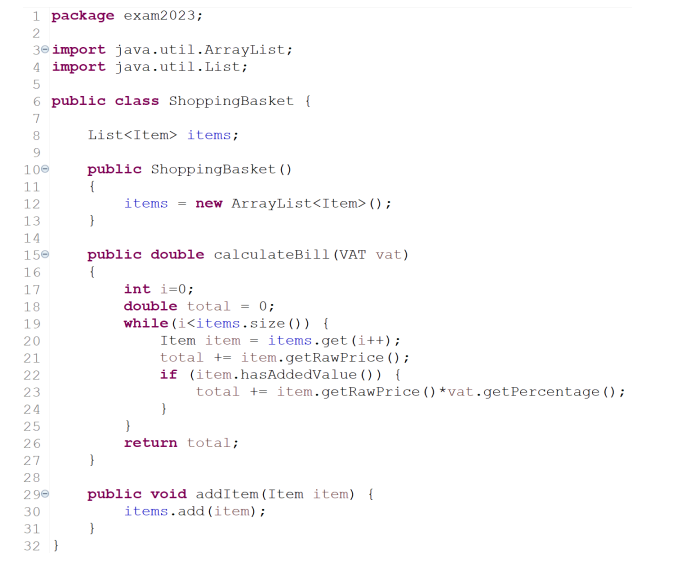 1 package exam2023;
2
3 import java.util.ArrayList;
4 import java.util.List;
5
6 public class ShoppingBasket {
7
8     List<Item> items;
9
10     public ShoppingBasket()
11     {
12         items = new ArrayList<Item>();
13     }
14
15     public double calculateBill(VAT vat)
16     {
17         int i=0;
18         double total = 0;
19         while(i<items.size()) {
20             Item item = items.get(i++);
21             total += item.getRawPrice();
22             if (item.hasAddedValue()) {
23                 total += item.getRawPrice()*vat.getPercentage();
24             }
25         }
26         return total;
27     }
28
29     public void addItem(Item item) {
30         items.add(item);
31     }
32 }